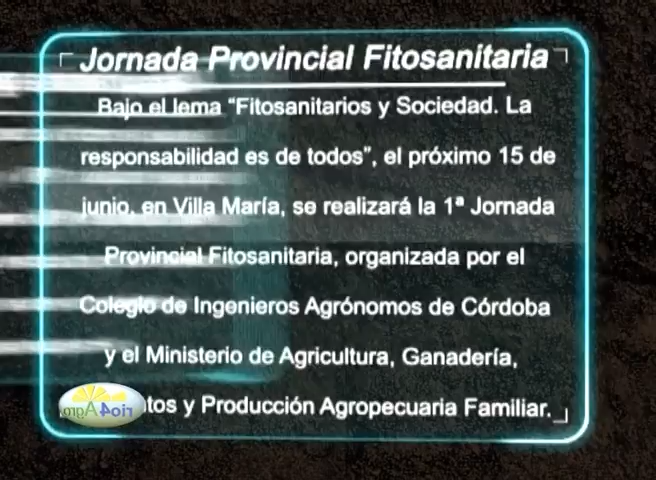 Jornada Provincial Fitosanitaria
Bajo el lema “Fitosanitarios y Sociedad. La
responsabilidad es de todos”, el próximo 15 de
junio, en Villa María, se realizará la 1ª Jornada
Provincial Fitosanitaria, organizada por el
Colegio de Ingenieros Agrónomos de Córdoba
y el Ministerio de Agricultura, Ganadería,
tos y Producción Agropecuaria Familiar.
rio4Agro